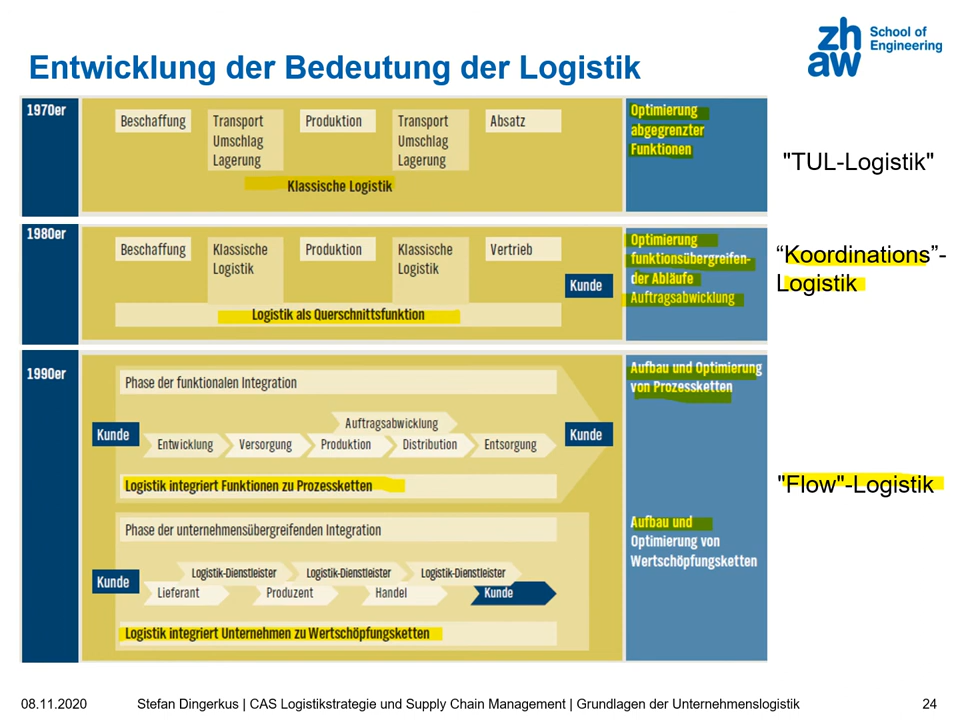 zh
aw
School of
Engineering
Entwicklung der Bedeutung der Logistik
1970er
Beschaffung
Transport
Umschlag
Lagerung
Produktion
Transport
Umschlag
Lagerung
Absatz
Klassische Logistik
Optimierung
abgegrenzter
Funktionen
"TUL-Logistik"
1980er
Beschaffung
Klassische
Logistik
Produktion
Klassische
Logistik
Vertrieb
Kunde
Logistik als Querschnittsfunktion
Optimierung
funktionsübergreifen-
der Abläufe
Auftragsabwicklung
“Koordinations”-
Logistik
1990er
Phase der funktionalen Integration
Kunde
Auftragsabwicklung
Entwicklung
Versorgung
Produktion
Distribution
Entsorgung
Kunde
Logistik integriert Funktionen zu Prozessketten
Aufbau und Optimierung
von Prozessketten
"Flow"-Logistik
Phase der unternehmensübergreifenden Integration
Kunde
Logistik-Dienstleister
Logistik-Dienstleister
Logistik-Dienstleister
Lieferant
Produzent
Handel
Kunde
Logistik integriert Unternehmen zu Wertschöpfungsketten
Aufbau und
Optimierung von
Wertschöpfungsketten
08.11.2020
Stefan Dingerkus | CAS Logistikstrategie und Supply Chain Management | Grundlagen der Unternehmenslogistik
24